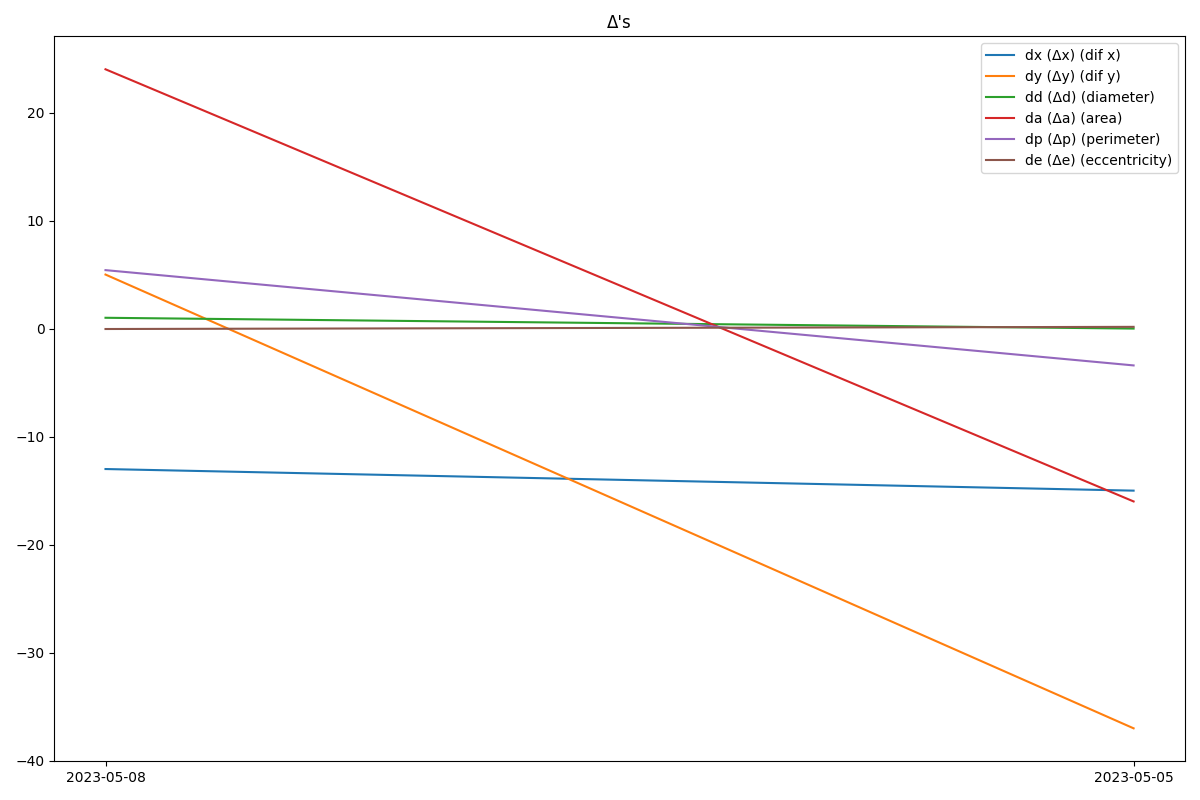 Δ's
dx (Δx) (dif x)
dy (Δy) (dif y)
dd (Δd) (diameter)
da (Δa) (area)
dp (Δp) (perimeter)
de (Δe) (eccentricity)
20
10
0
−10
−20
−30
−40
2023-05-08 2023-05-05